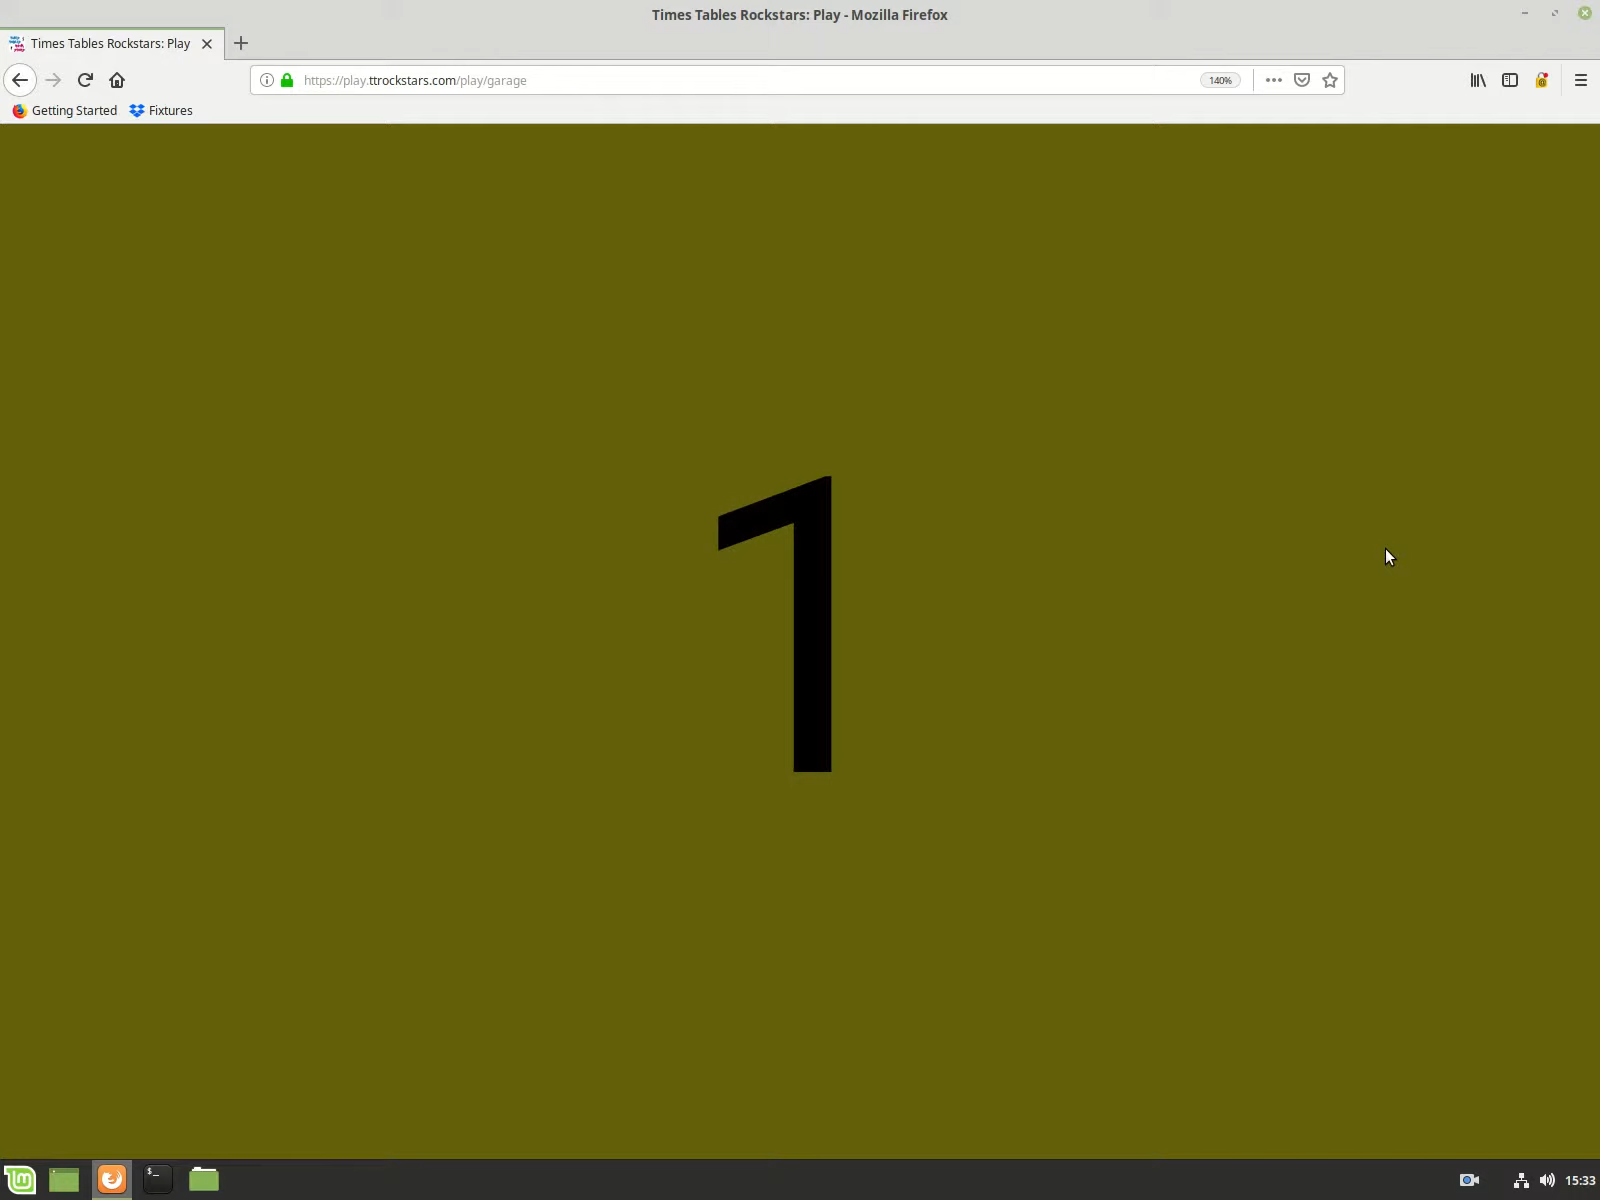 Times Tables Rockstars: Play - Mozilla Firefox
Times Tables Rockstars: Play
https://play.ttrockstars.com/play/garage
140%
Getting Started
Fixtures
1
$_
lm
15:33